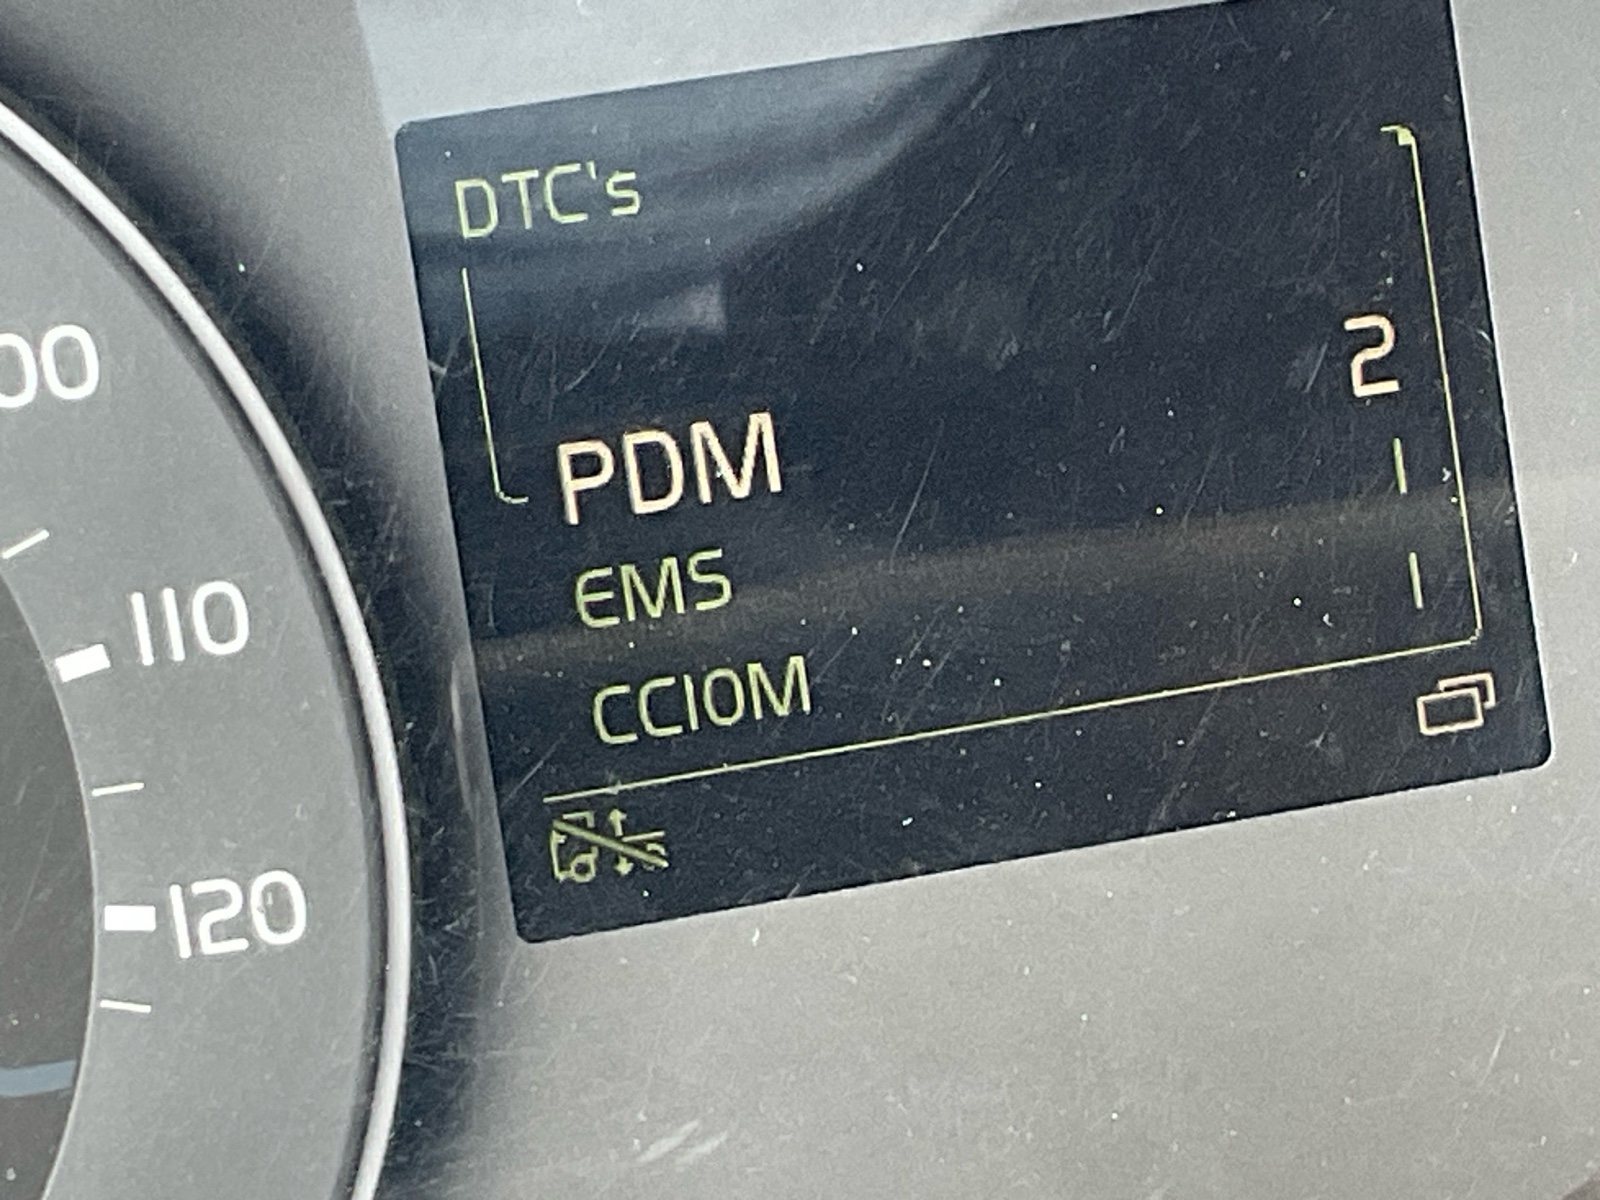 DTC's
PDM 2
EMS 1
CCIOM 1
00
110
120